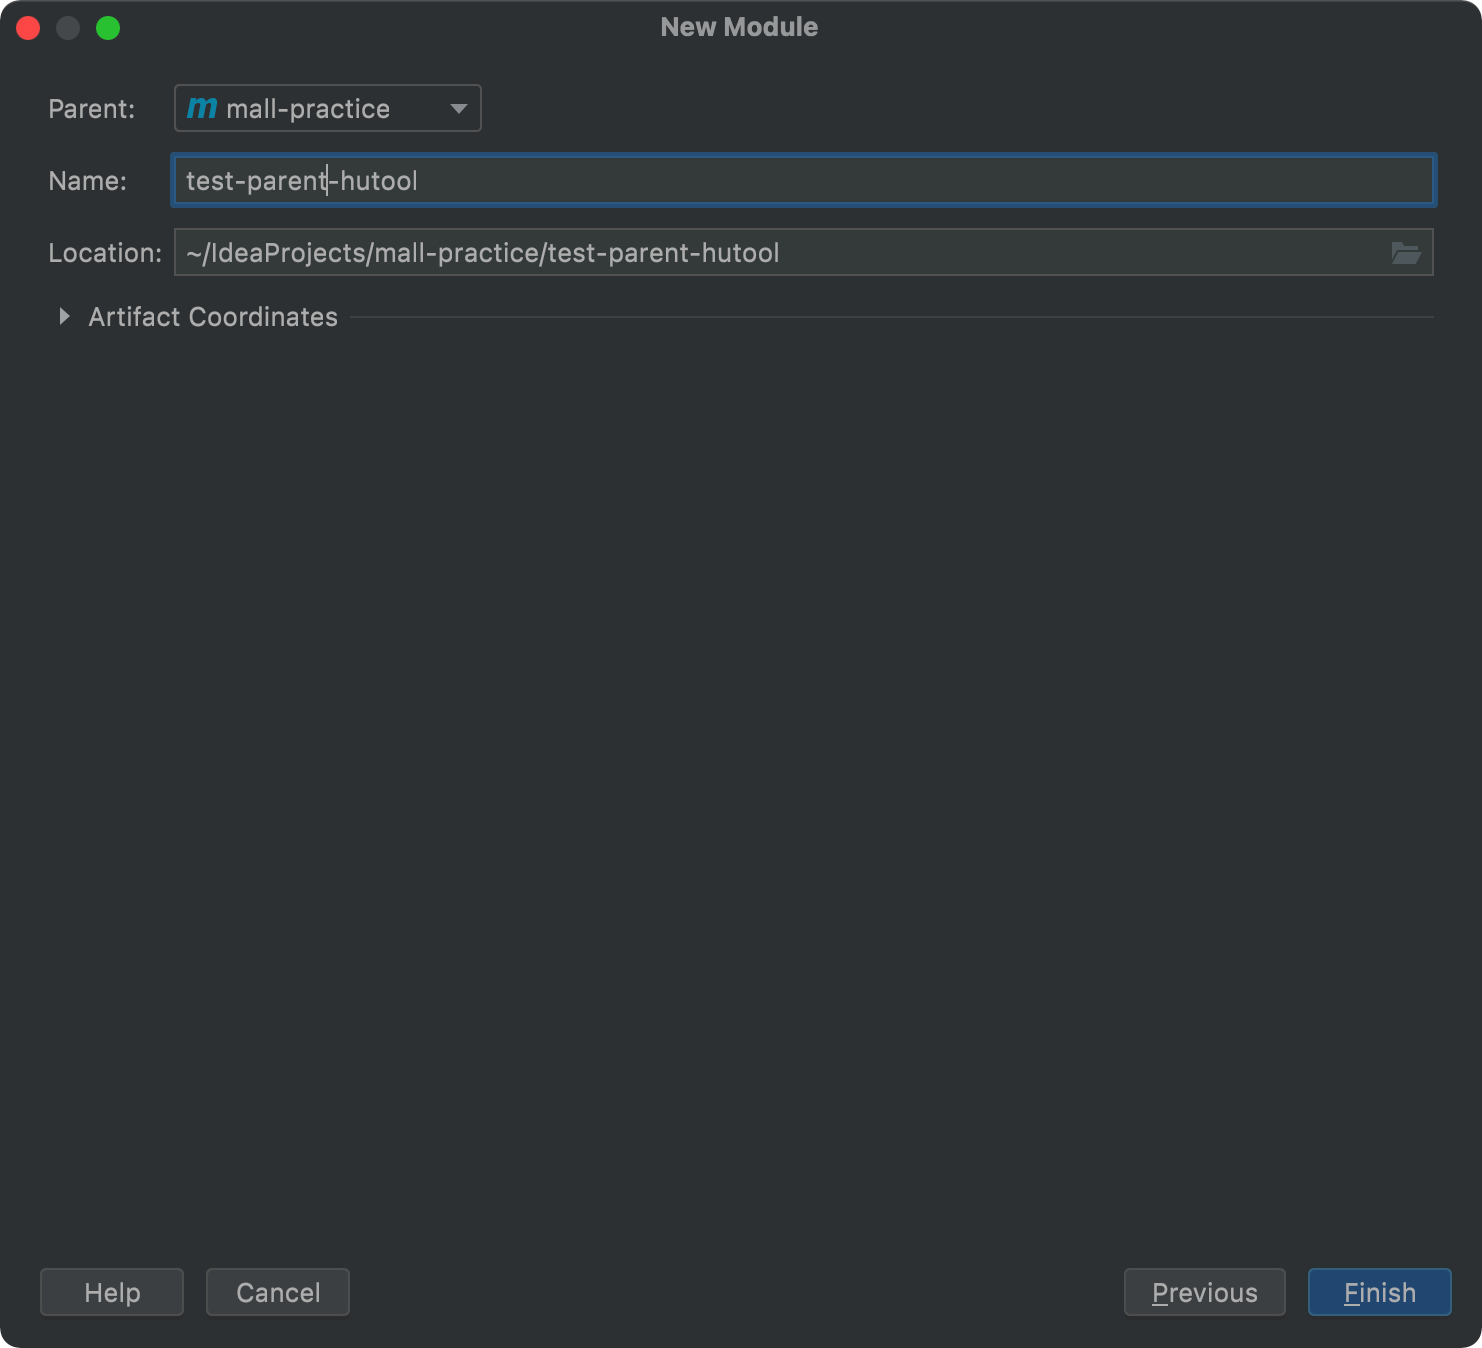 New Module
Parent: m mall-practice
Name: test-parent-hutool
Location: ~/IdeaProjects/mall-practice/test-parent-hutool
Artifact Coordinates
Help Cancel Previous Finish